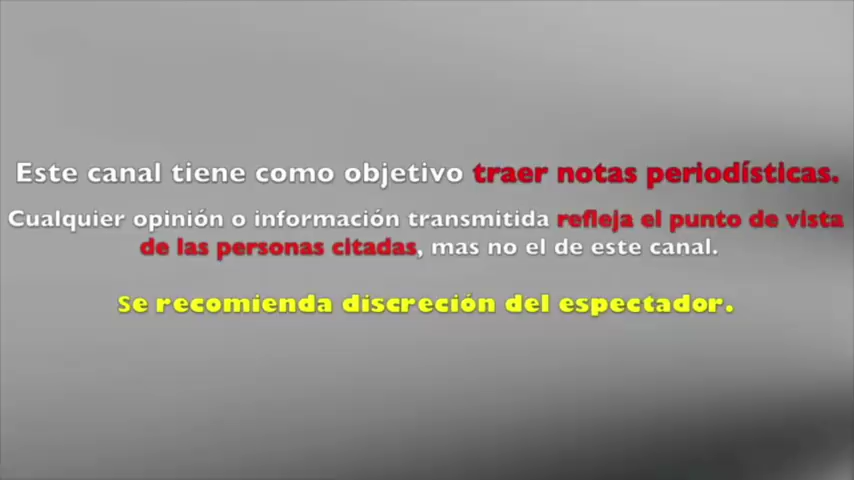 Este canal tiene como objetivo traer notas periodísticas.
Cualquier opinión o información transmitida refleja el punto de vista
de las personas citadas, mas no el de este canal.
Se recomienda discreción del espectador.